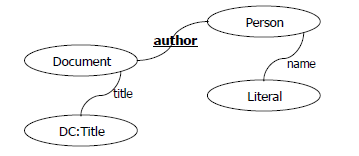 Person
author
Document
name
title
Literal
DC:Title